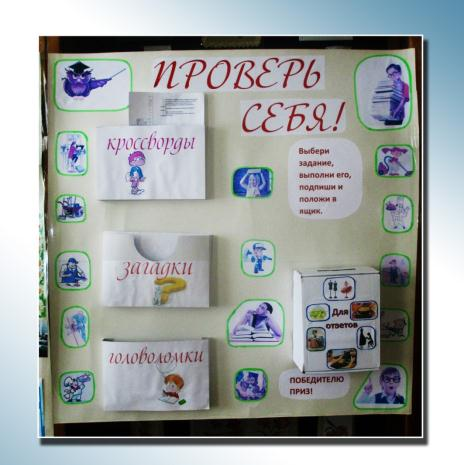 ПРОВЕРЬ
СЕБЯ!
кроссворды
Выбери
задание,
выполни его,
подпиши и
положи в
ящик.
загадки
Для
ответов
головоломки
ПОБЕДИТЕЛЮ
ПРИЗ!